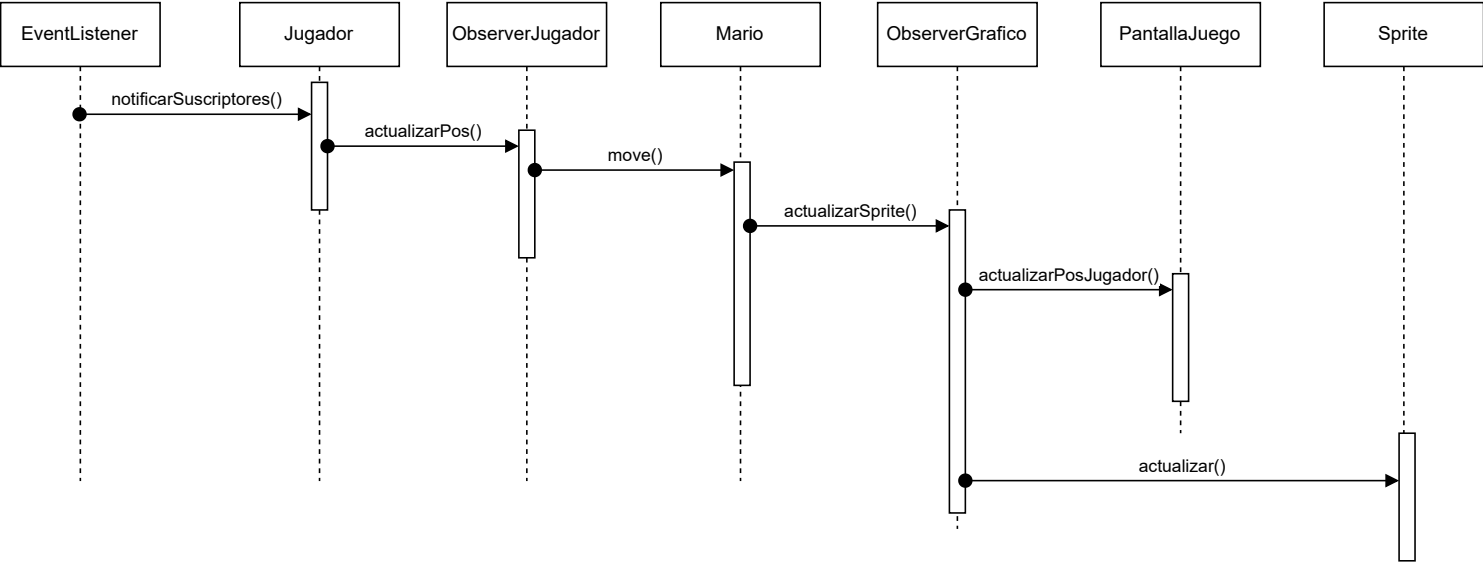 EventListener
Jugador
ObserverJugador
Mario
ObserverGrafico
PantallaJuego
Sprite
notificarSuscriptores()
actualizarPos()
move()
actualizarSprite()
actualizarPosJugador()
actualizar()